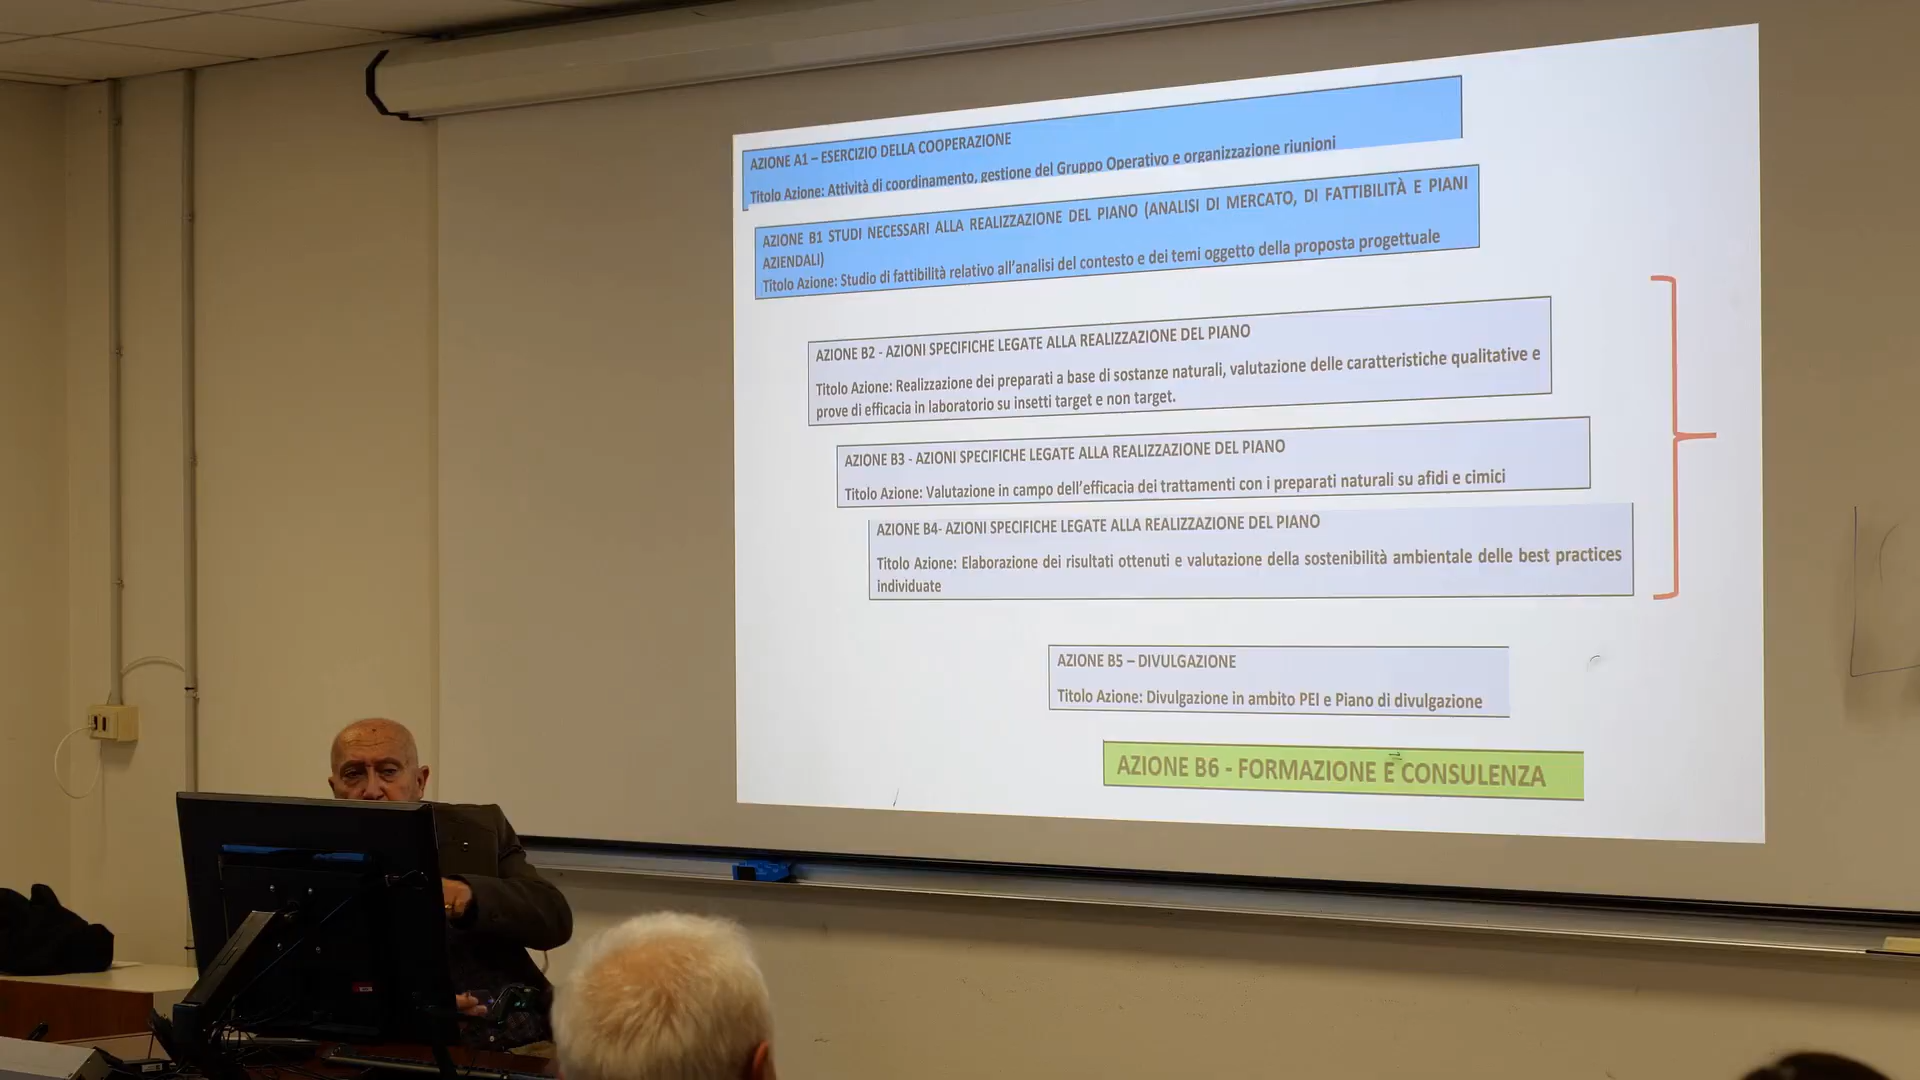 AZIONE A1 – ESERCIZIO DELLA COOPERAZIONE
Titolo Azione: Attività di coordinamento, gestione del Gruppo Operativo e organizzazione riunioni
AZIONE B1 STUDI NECESSARI ALLA REALIZZAZIONE DEL PIANO (ANALISI DI MERCATO, DI FATTIBILITÀ E PIANI
AZIENDALI)
Titolo Azione: Studio di fattibilità relativo all'analisi del contesto e dei temi oggetto della proposta progettuale
AZIONE B2 - AZIONI SPECIFICHE LEGATE ALLA REALIZZAZIONE DEL PIANO
Titolo Azione: Realizzazione dei preparati a base di sostanze naturali, valutazione delle caratteristiche qualitative e
prove di efficacia in laboratorio su insetti target e non target.
AZIONE B3 - AZIONI SPECIFICHE LEGATE ALLA REALIZZAZIONE DEL PIANO
Titolo Azione: Valutazione in campo dell'efficacia dei trattamenti con i preparati naturali su afidi e cimici
AZIONE B4- AZIONI SPECIFICHE LEGATE ALLA REALIZZAZIONE DEL PIANO
Titolo Azione: Elaborazione dei risultati ottenuti e valutazione della sostenibilità ambientale delle best practices
individuate
AZIONE B5 – DIVULGAZIONE
Titolo Azione: Divulgazione in ambito PEI e Piano di divulgazione
AZIONE B6 - FORMAZIONE E CONSULENZA